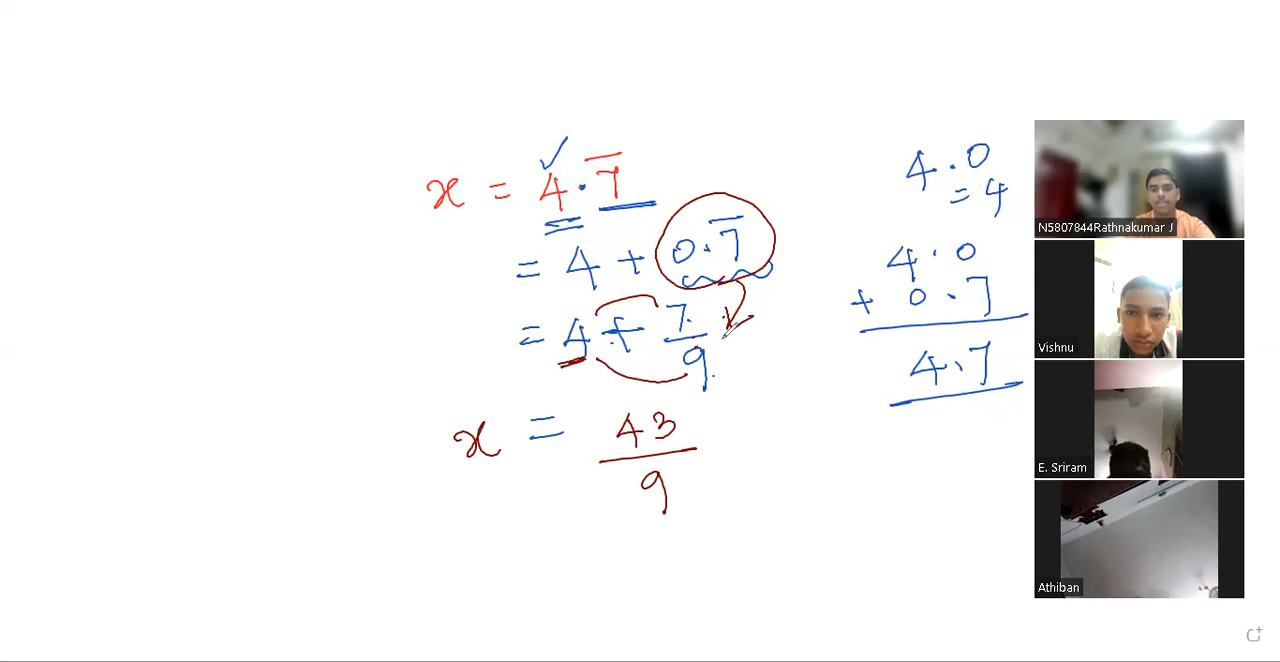 x = 4.7̅
= 4 + 0.7̅
= 4 + 7/9
x = 43/9
4.0
= 4
4.0
+ 0.7
4.7
N5807844Rathnakumar J
Vishnu
E. Sriram
Athiban